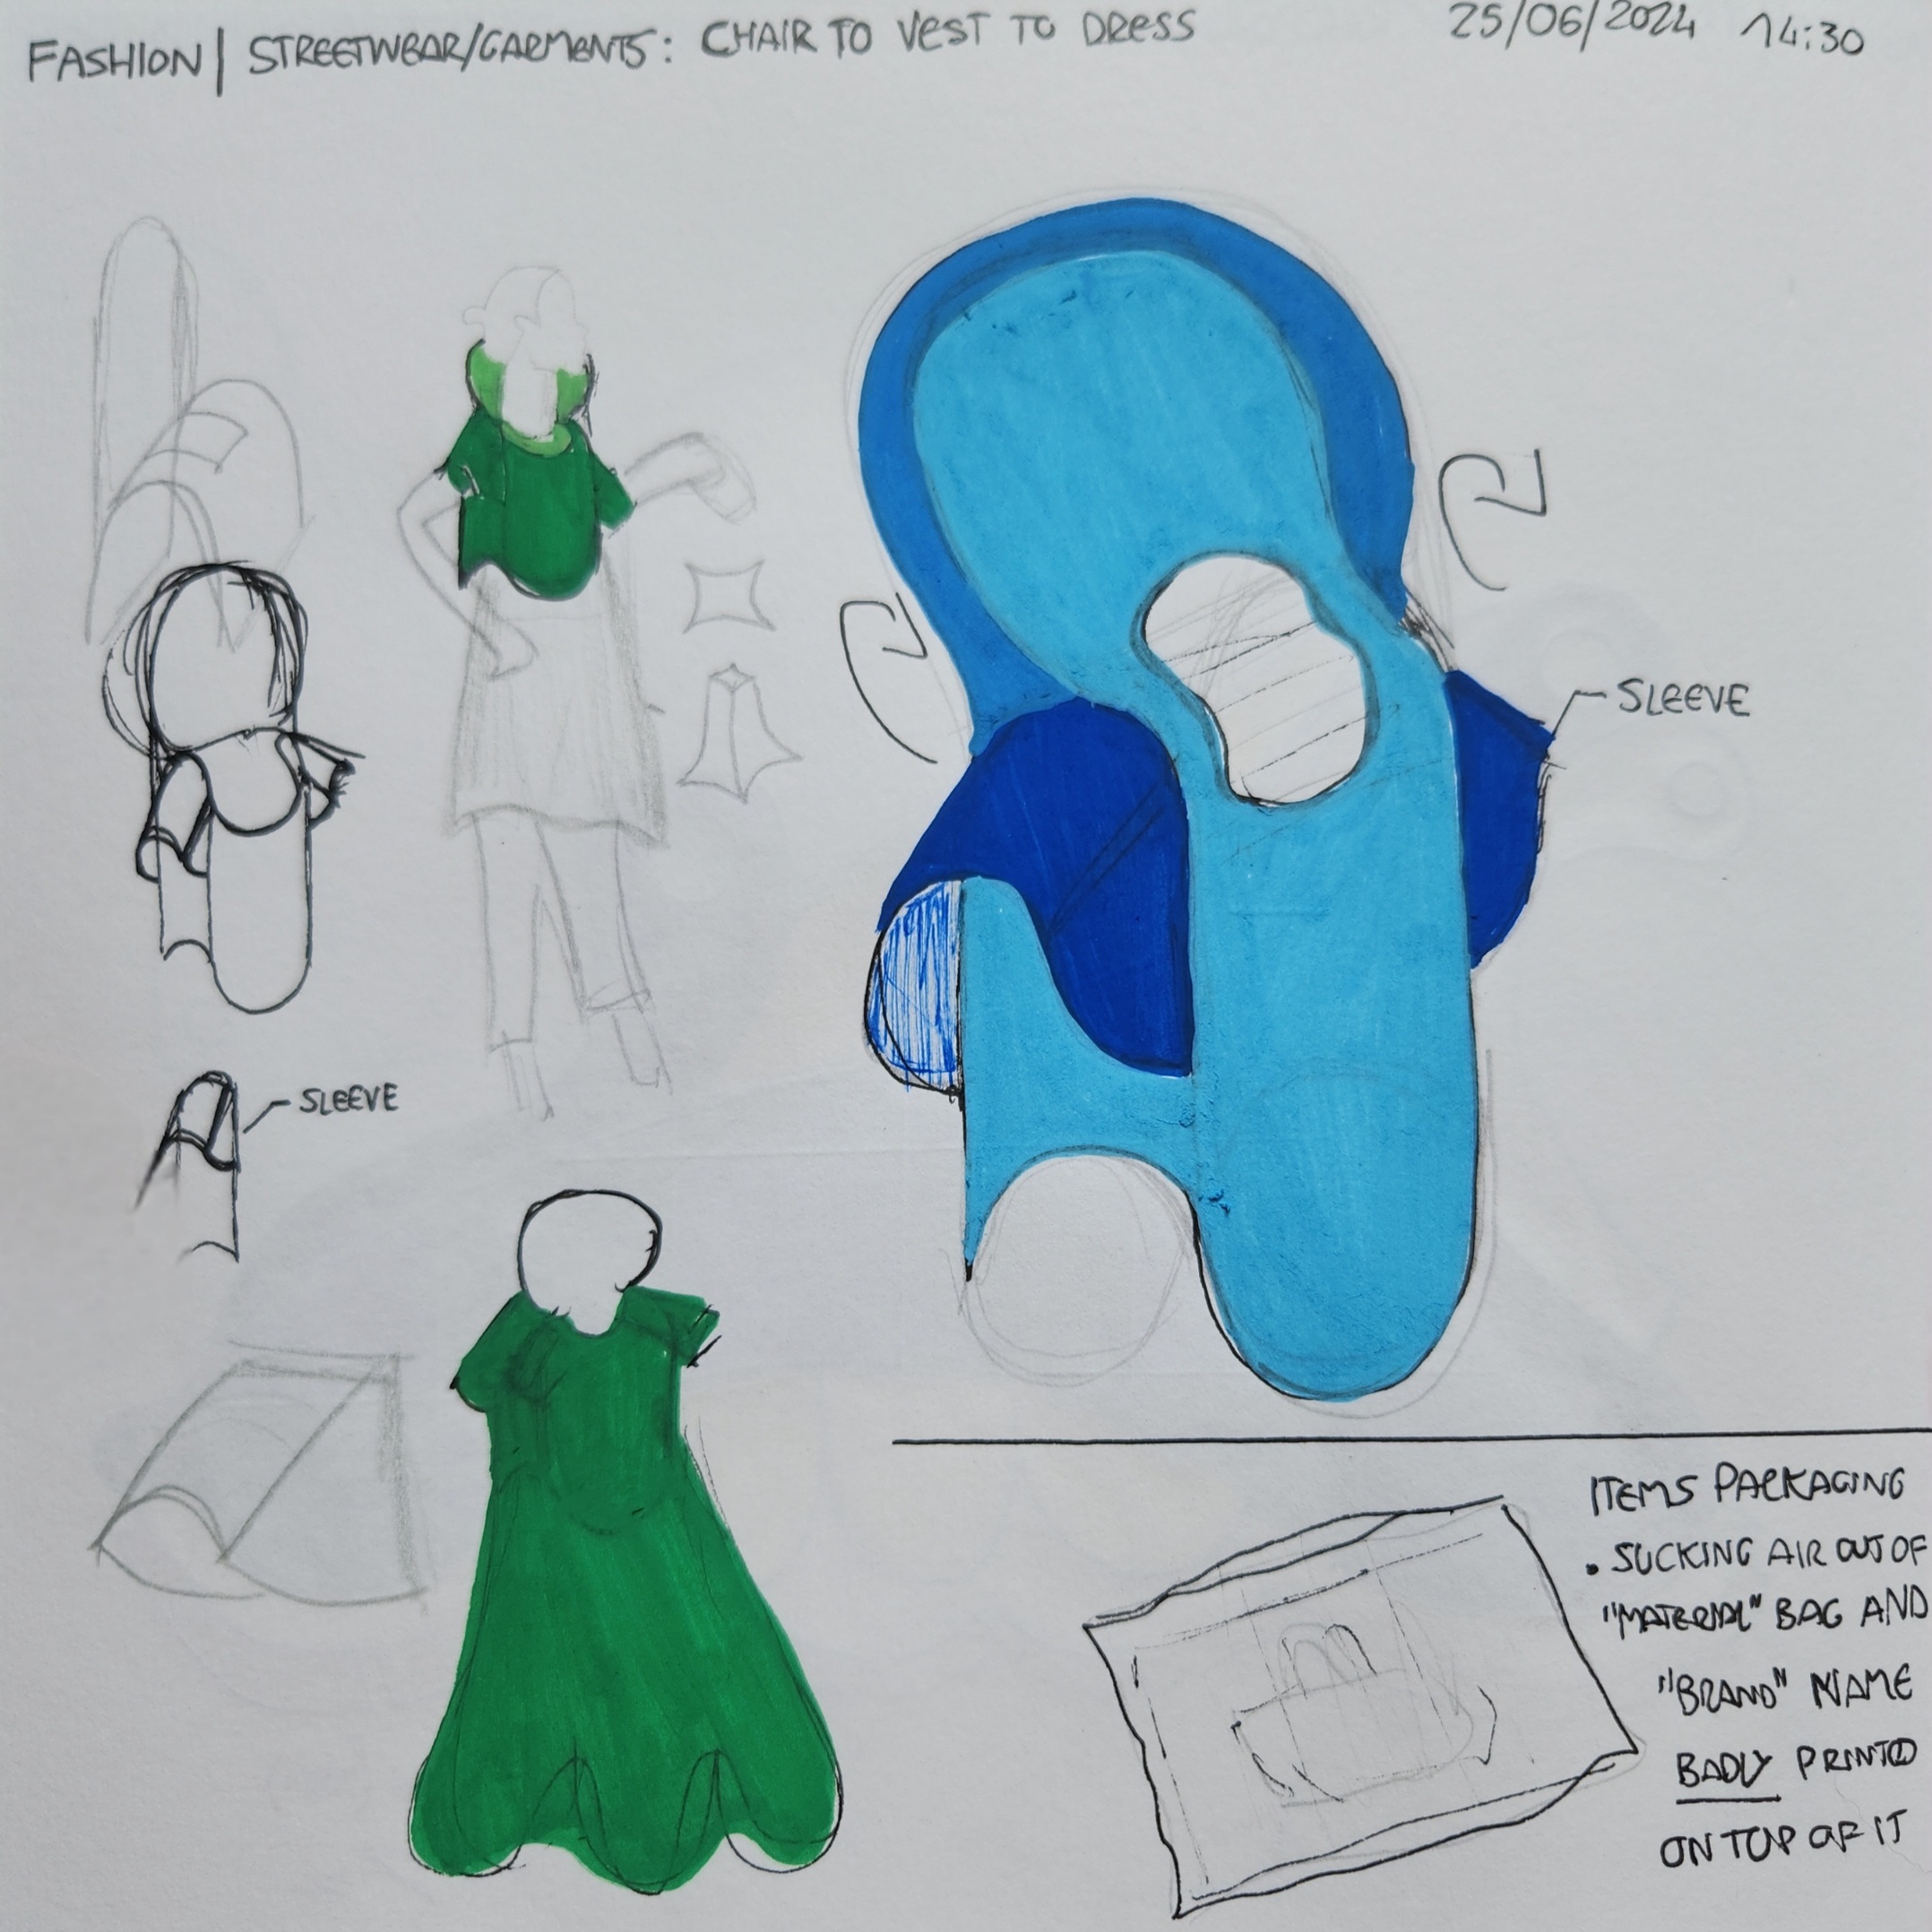 FASHION | STREETWEAR/GARMENTS: CHAIR TO VEST TO DRESS
25/06/2024 14:30
SLEEVE
SLEEVE
ITEMS PACKAGING
• SUCKING AIR OUT OF
"MATERIAL" BAG AND
"BRAND" NAME
BADLY PRINTED
ON TOP OF IT